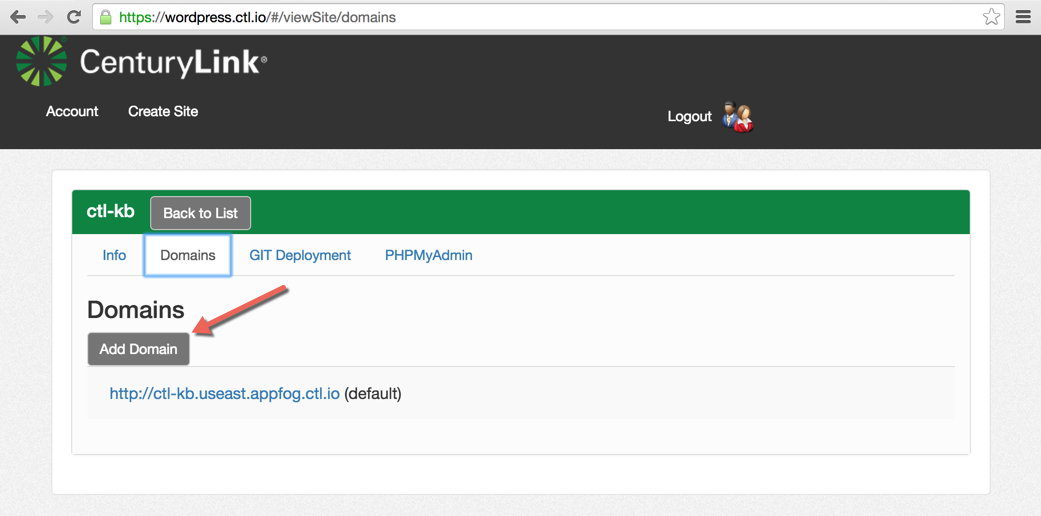 https://wordpress.ctl.io/#/viewSite/domains
CenturyLink®
Account Create Site Logout
ctl-kb Back to List
Info Domains GIT Deployment PHPMyAdmin
Domains
Add Domain
http://ctl-kb.useast.appfog.ctl.io (default)